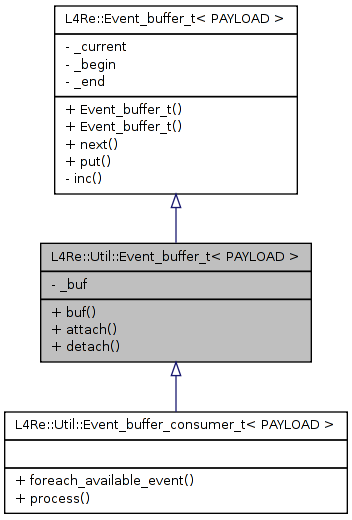 L4Re::Event_buffer_t< PAYLOAD >
- _current
- _begin
- _end
+ Event_buffer_t()
+ Event_buffer_t()
+ next()
+ put()
- inc()
L4Re::Util::Event_buffer_t< PAYLOAD >
- _buf
+ buf()
+ attach()
+ detach()
L4Re::Util::Event_buffer_consumer_t< PAYLOAD >
+ foreach_available_event()
+ process()